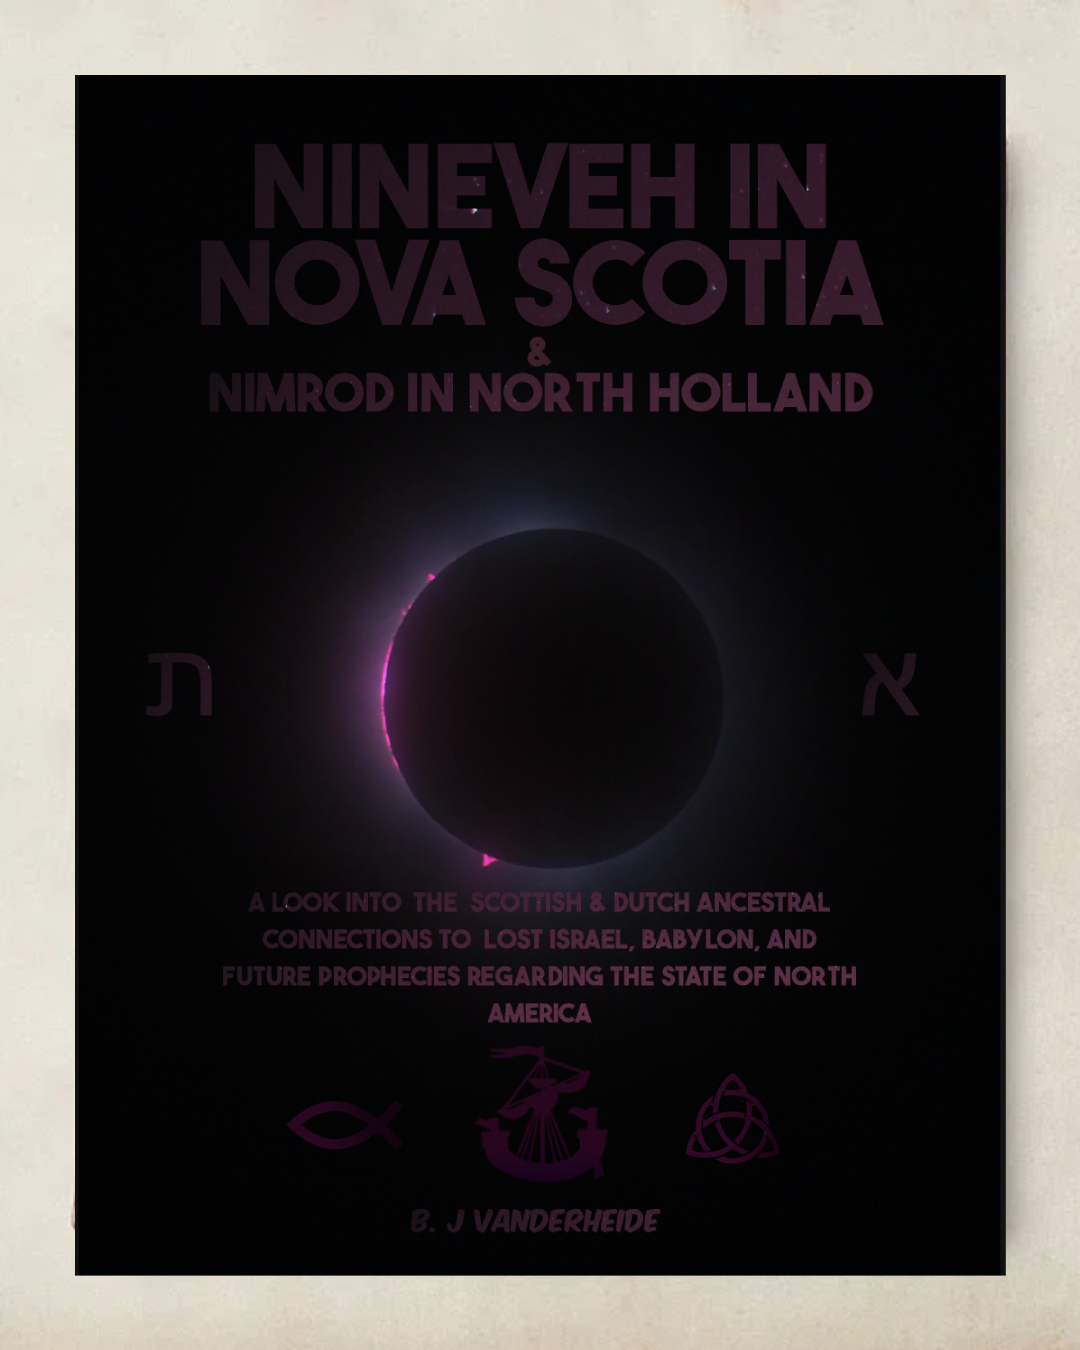 NINEVEH IN
NOVA SCOTIA
&
NIMROD IN NORTH HOLLAND
ת
א
A LOOK INTO THE SCOTTISH & DUTCH ANCESTRAL
CONNECTIONS TO LOST ISRAEL, BABYLON, AND
FUTURE PROPHECIES REGARDING THE STATE OF NORTH
AMERICA
B. J VANDERHEIDE